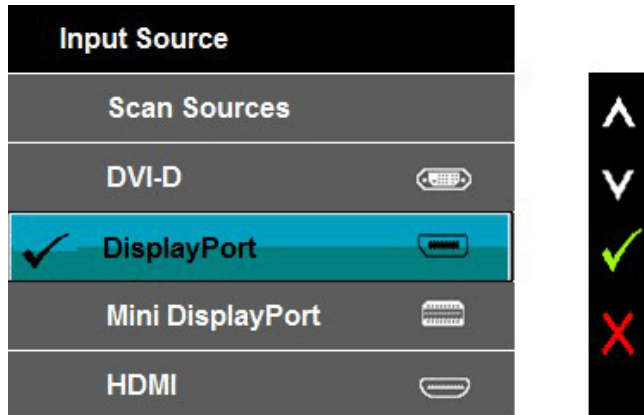 Input Source
Scan Sources
DVI-D
DisplayPort
Mini DisplayPort
HDMI